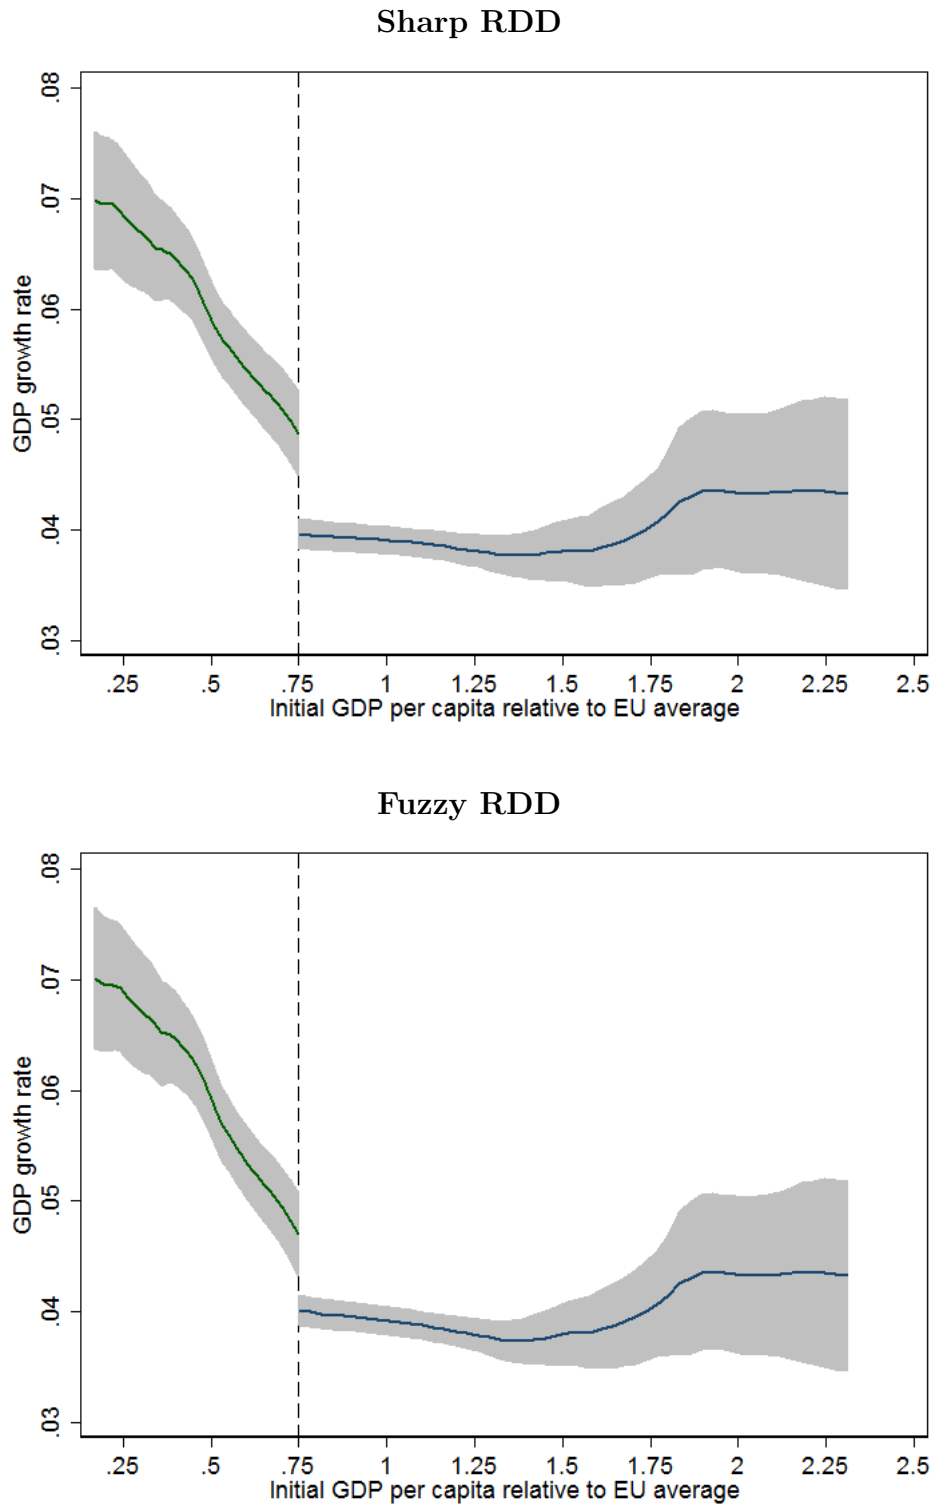 Sharp RDD
.08
.07
.06
.05
.04
.03
GDP growth rate
.25 .5 .75 1 1.25 1.5 1.75 2 2.25 2.5
Initial GDP per capita relative to EU average
Fuzzy RDD
.08
.07
.06
.05
.04
.03
GDP growth rate
.25 .5 .75 1 1.25 1.5 1.75 2 2.25 2.5
Initial GDP per capita relative to EU average